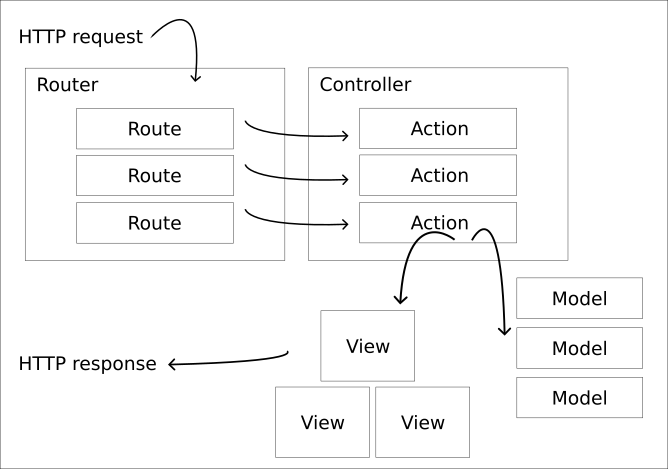 HTTP request
Router
Route
Route
Route
Controller
Action
Action
Action
Model
Model
Model
View
View
View
HTTP response